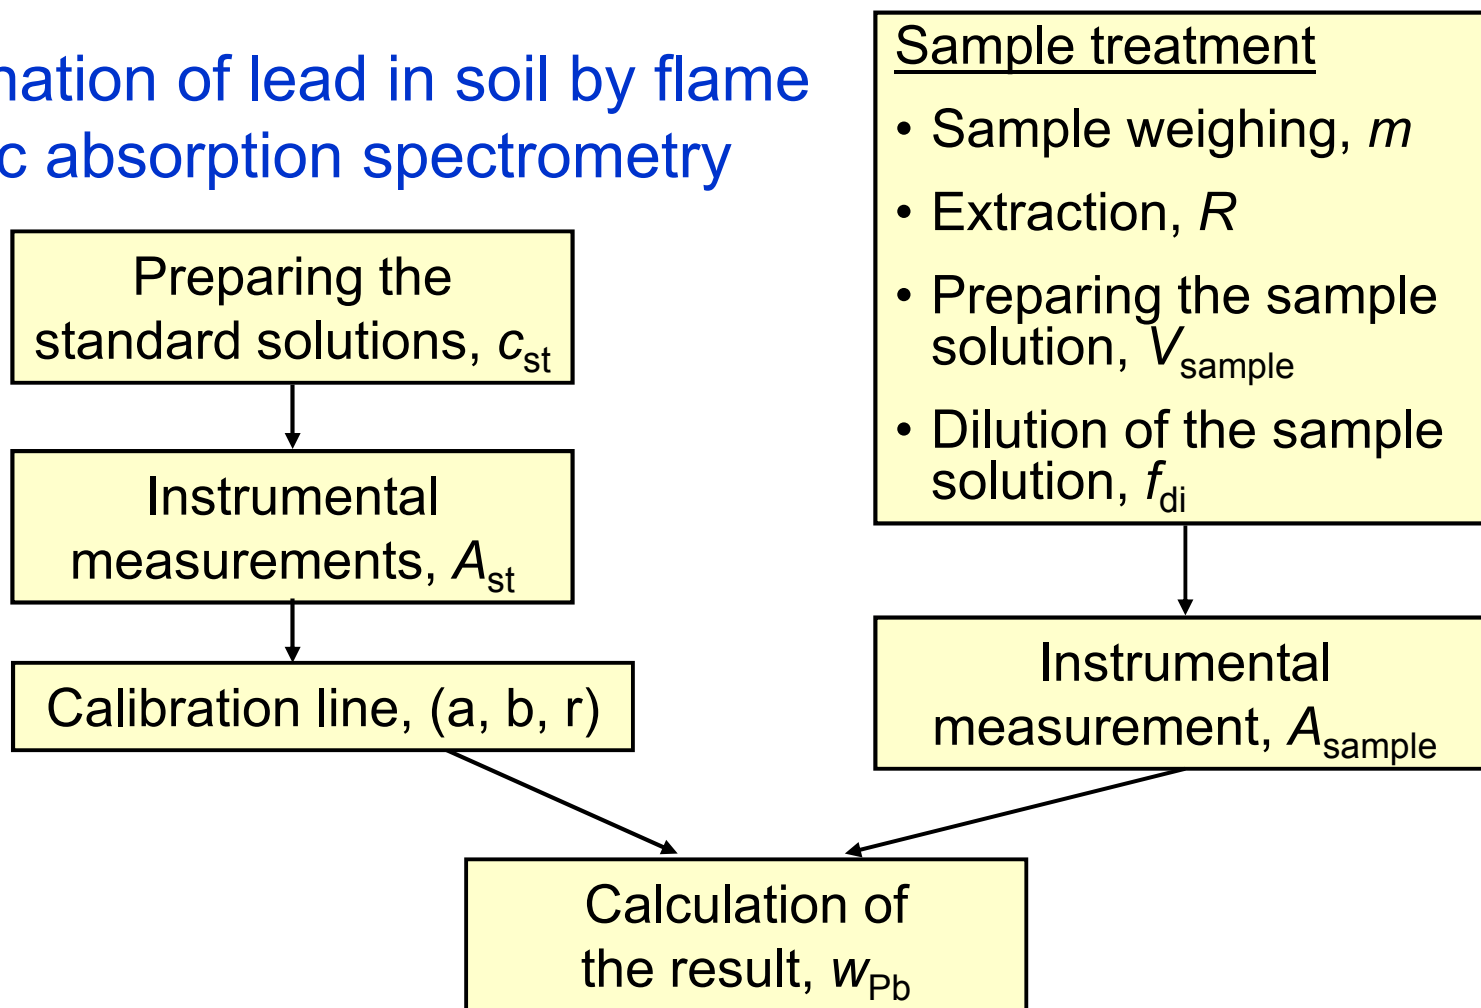 nation of lead in soil by flame
c absorption spectrometry
Preparing the
standard solutions, cst
Instrumental
measurements, Ast
Calibration line, (a, b, r)
Sample treatment
• Sample weighing, m
• Extraction, R
• Preparing the sample
solution, Vsample
• Dilution of the sample
solution, fdi
Instrumental
measurement, Asample
Calculation of
the result, wPb